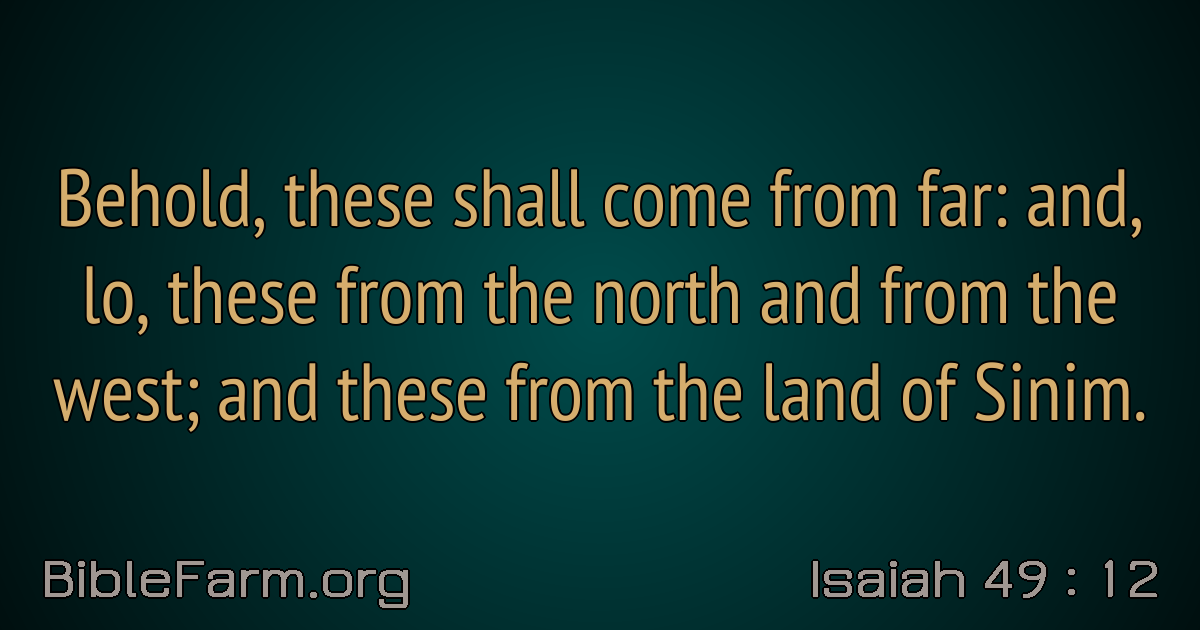 Behold, these shall come from far: and,
lo, these from the north and from the
west; and these from the land of Sinim.
BibleFarm.org
Isaiah 49 : 12